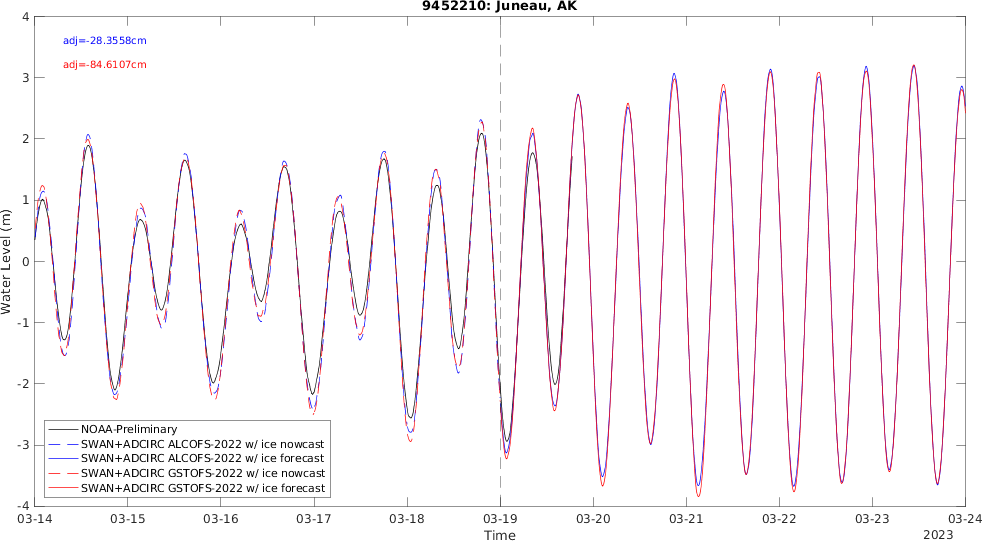 9452210: Juneau, AK
adj=-28.3558cm
adj=-84.6107cm
4
3
2
1
0
-1
-2
-3
-4
Water Level (m)
NOAA-Preliminary
SWAN+ADCIRC ALCOFS-2022 w/ ice nowcast
SWAN+ADCIRC ALCOFS-2022 w/ ice forecast
SWAN+ADCIRC GSTOFS-2022 w/ ice nowcast
SWAN+ADCIRC GSTOFS-2022 w/ ice forecast
03-14 03-15 03-16 03-17 03-18 03-19 03-20 03-21 03-22 03-23 03-24
Time
2023